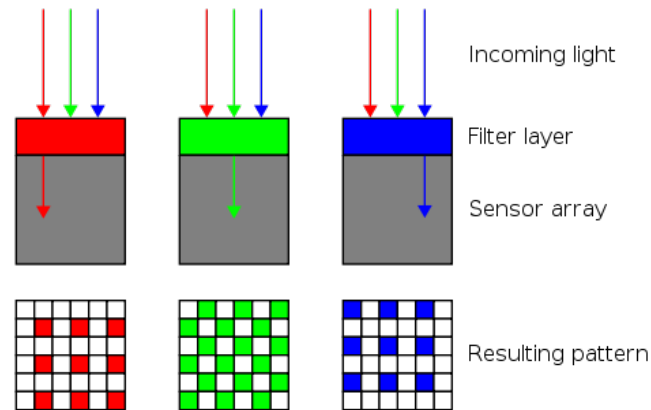 Incoming light
Filter layer
Sensor array
Resulting pattern